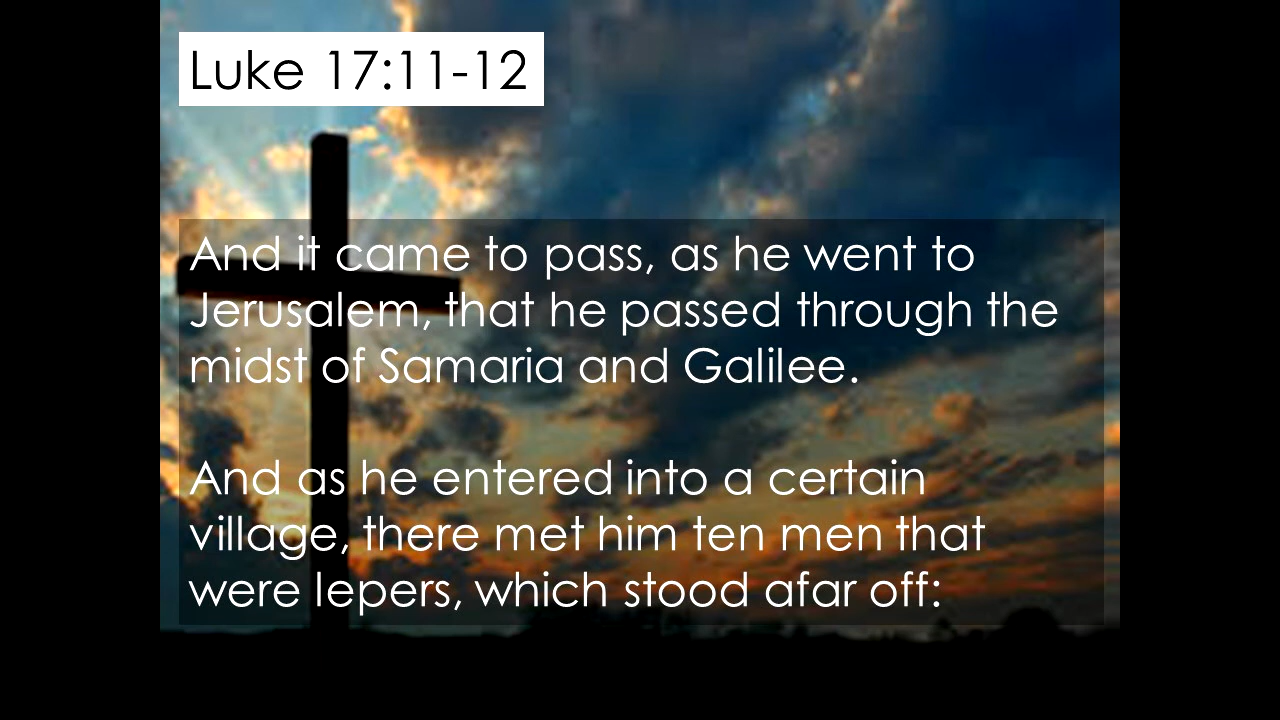 Luke 17:11-12
And it came to pass, as he went to
Jerusalem, that he passed through the
midst of Samaria and Galilee.
And as he entered into a certain
village, there met him ten men that
were lepers, which stood afar off: